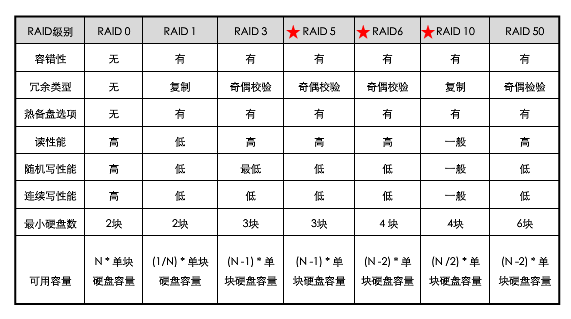 RAID级别 RAID 0 RAID 1 RAID 3 RAID 5 RAID6 RAID 10 RAID 50
容错性 无 有 有 有 有 有 有
冗余类型 无 复制 奇偶校验 奇偶校验 奇偶校验 复制 奇偶检验
热备盘选项 无 有 有 有 有 有 有
读性能 高 低 高 高 高 一般 高
随机写性能 高 低 最低 低 低 一般 低
连续写性能 高 低 低 低 低 一般 低
最小硬盘数 2块 2块 3块 3块 4 块 4块 6块
可用容量 N * 单块 (1/N) * 单块 (N -1) * 单 (N -1) * 单 (N -2) * 单 (N /2) * 单 (N -2) * 单
硬盘容量 硬盘容量 块硬盘容量 块硬盘容量 块硬盘容量 块硬盘容量 块硬盘容量